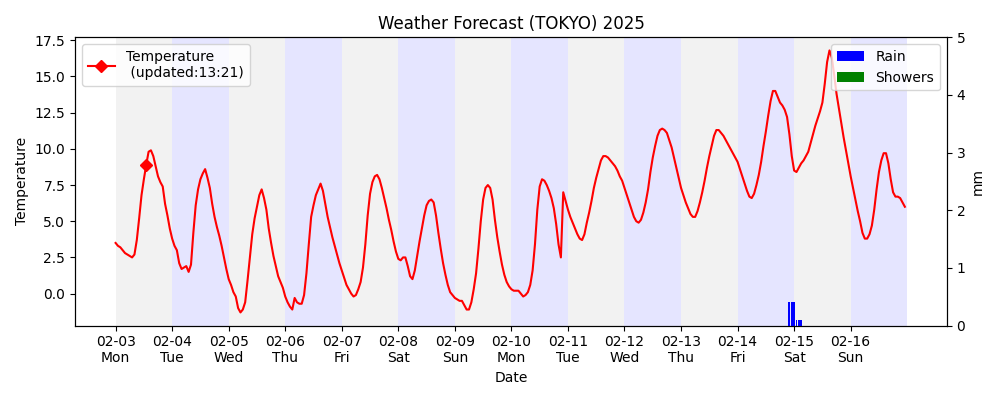 Weather Forecast (TOKYO) 2025
Temperature
(updated:13:21)
Rain
Showers
Temperature
17.5
15.0
12.5
10.0
7.5
5.0
2.5
0.0
5
4
3
2
1
0
mm
02-03 02-04 02-05 02-06 02-07 02-08 02-09 02-10 02-11 02-12 02-13 02-14 02-15 02-16
Mon Tue Wed Thu Fri Sat Sun Mon Tue Wed Thu Fri Sat Sun
Date